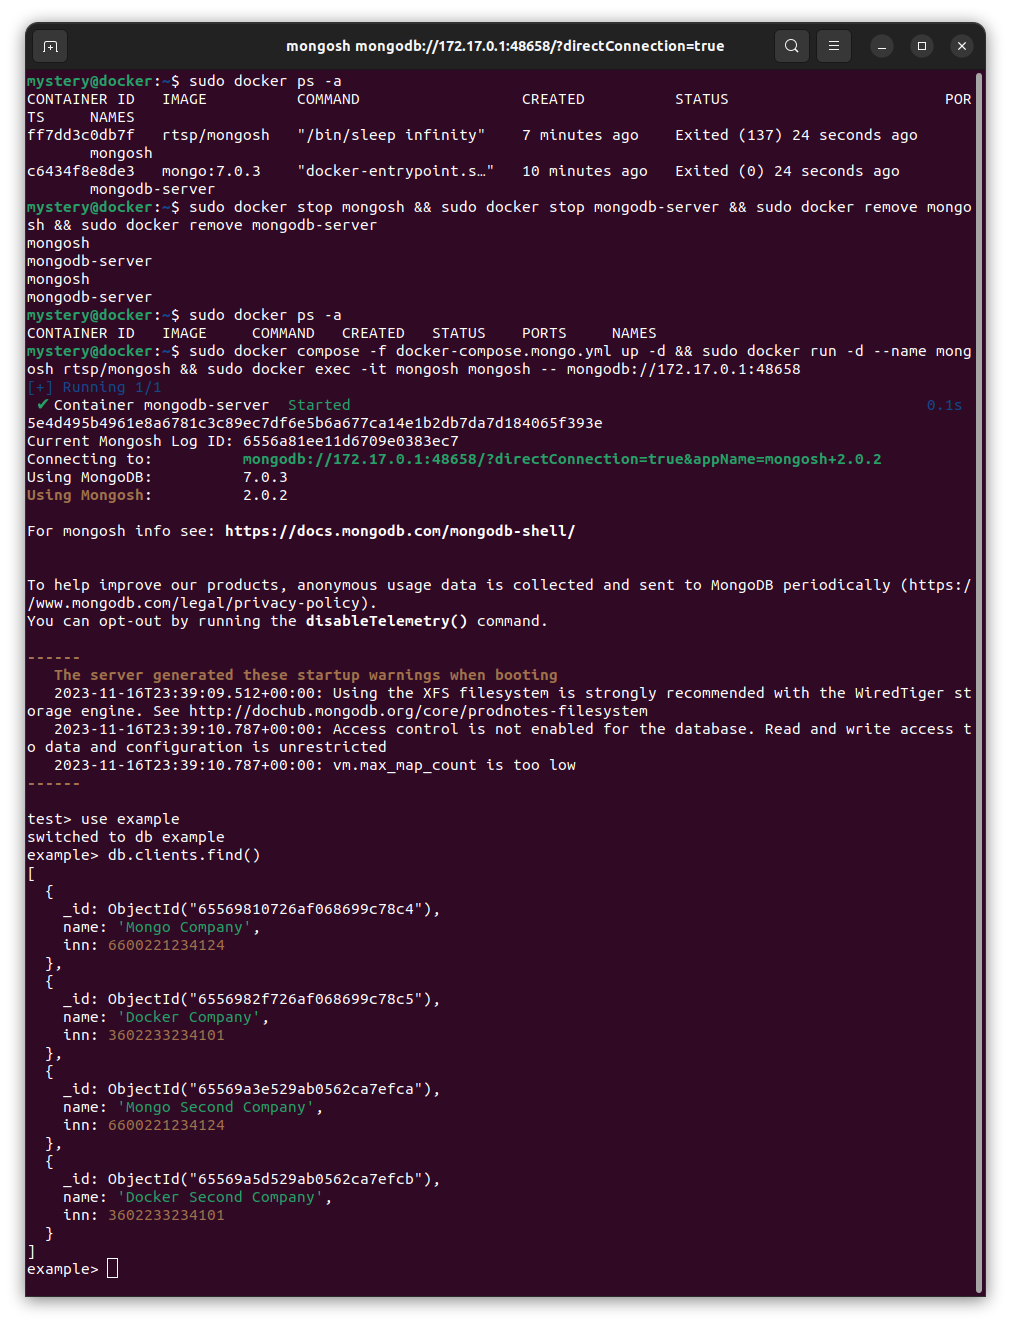 mongosh mongodb://172.17.0.1:48658/?directConnection=true
mystery@docker:~$ sudo docker ps -a
CONTAINER ID   IMAGE          COMMAND                  CREATED          STATUS                        POR
TS     NAMES
ff7dd3c0db7f   rtsp/mongosh   "/bin/sleep infinity"    7 minutes ago    Exited (137) 24 seconds ago
       mongosh
c6434f8e8de3   mongo:7.0.3    "docker-entrypoint.s…"   10 minutes ago   Exited (0) 24 seconds ago
       mongodb-server
mystery@docker:~$ sudo docker stop mongosh && sudo docker stop mongodb-server && sudo docker remove mongo
sh && sudo docker remove mongodb-server
mongosh
mongodb-server
mongosh
mongodb-server
mystery@docker:~$ sudo docker ps -a
CONTAINER ID   IMAGE     COMMAND   CREATED   STATUS    PORTS     NAMES
mystery@docker:~$ sudo docker compose -f docker-compose.mongo.yml up -d && sudo docker run -d --name mong
osh rtsp/mongosh && sudo docker exec -it mongosh mongosh -- mongodb://172.17.0.1:48658
[+] Running 1/1
 ✔ Container mongodb-server  Started                                                                0.1s
5e4d495b4961e8a6781c3c89ec7df6e5b6a677ca14e1b2db7da7d184065f393e
Current Mongosh Log ID: 6556a81ee11d6709e0383ec7
Connecting to:          mongodb://172.17.0.1:48658/?directConnection=true&appName=mongosh+2.0.2
Using MongoDB:          7.0.3
Using Mongosh:          2.0.2
For mongosh info see: https://docs.mongodb.com/mongodb-shell/
To help improve our products, anonymous usage data is collected and sent to MongoDB periodically (https:/
/www.mongodb.com/legal/privacy-policy).
You can opt-out by running the disableTelemetry() command.
------
   The server generated these startup warnings when booting
   2023-11-16T23:39:09.512+00:00: Using the XFS filesystem is strongly recommended with the WiredTiger st
orage engine. See http://dochub.mongodb.org/core/prodnotes-filesystem
   2023-11-16T23:39:10.787+00:00: Access control is not enabled for the database. Read and write access t
o data and configuration is unrestricted
   2023-11-16T23:39:10.787+00:00: vm.max_map_count is too low
------
test> use example
switched to db example
example> db.clients.find()
[
  {
    _id: ObjectId("65569810726af068699c78c4"),
    name: 'Mongo Company',
    inn: 6600221234124
  },
  {
    _id: ObjectId("6556982f726af068699c78c5"),
    name: 'Docker Company',
    inn: 3602233234101
  },
  {
    _id: ObjectId("65569a3e529ab0562ca7efca"),
    name: 'Mongo Second Company',
    inn: 6600221234124
  },
  {
    _id: ObjectId("65569a5d529ab0562ca7efcb"),
    name: 'Docker Second Company',
    inn: 3602233234101
  }
]
example>